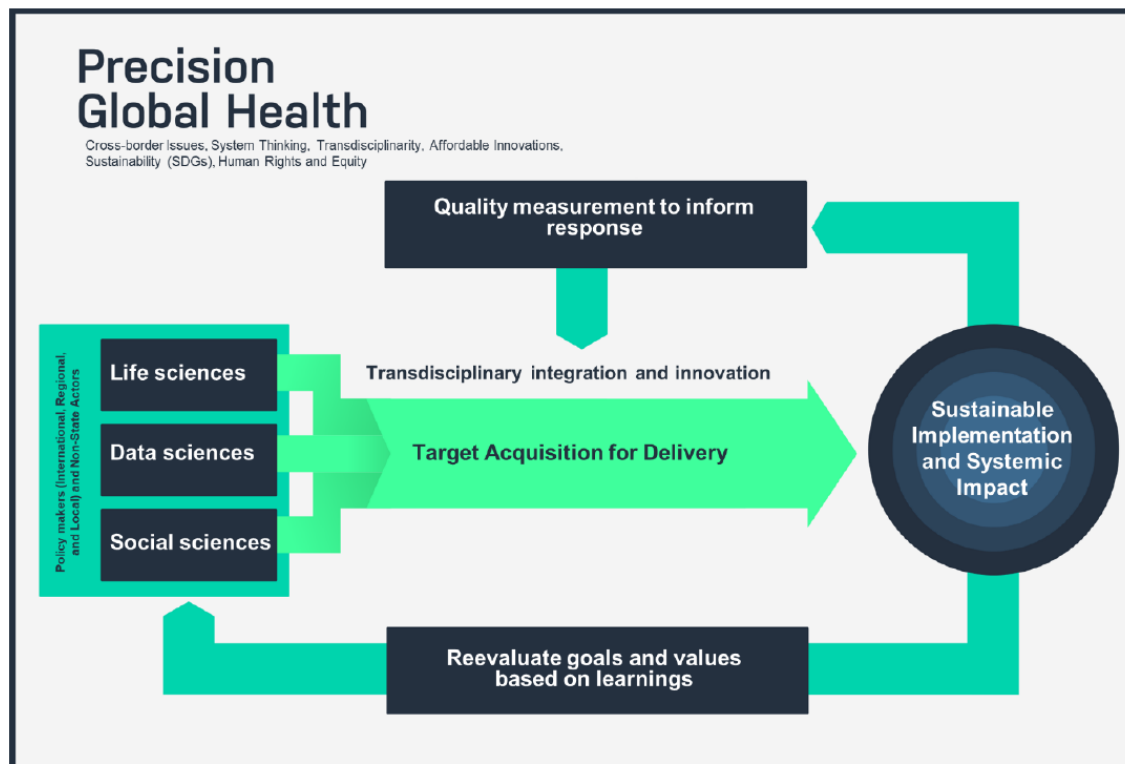 Precision
Global Health
Cross-border Issues, System Thinking, Transdisciplinarity, Affordable Innovations,
Sustainability (SDGs), Human Rights and Equity
Quality measurement to inform
response
Policy makers (International, Regional,
and Local) and Non-State Actors
Life sciences
Data sciences
Social sciences
Transdisciplinary integration and innovation
Target Acquisition for Delivery
Sustainable
Implementation
and Systemic
Impact
Reevaluate goals and values
based on learnings